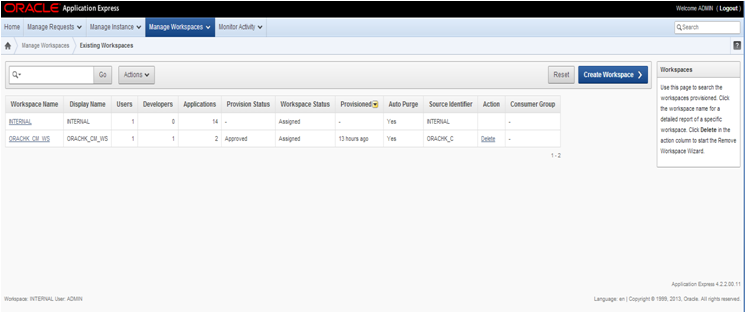 ORACLE Application Express Welcome ADMIN ( Logout )
Home Manage Requests Manage Instance Manage Workspaces Monitor Activity Search
Manage Workspaces Existing Workspaces ?
Go Actions Reset Create Workspace
Workspaces
Use this page to search the
workspaces provisioned. Click
the workspace name for a
detailed report of a specific
workspace. Click Delete in the
action column to start the Remove
Workspace Wizard.
Workspace Name Display Name Users Developers Applications Provision Status Workspace Status Provisioned Auto Purge Source Identifier Action Consumer Group
INTERNAL INTERNAL 1 0 14 - Assigned - Yes INTERNAL -
ORACHK_CM_WS ORACHK_CM_WS 1 1 2 Approved Assigned 13 hours ago Yes ORACHK_C Delete -
1 - 2
Application Express 4.2.2.00.11
Workspace: INTERNAL User: ADMIN Language: en | Copyright © 1999, 2013, Oracle. All rights reserved.